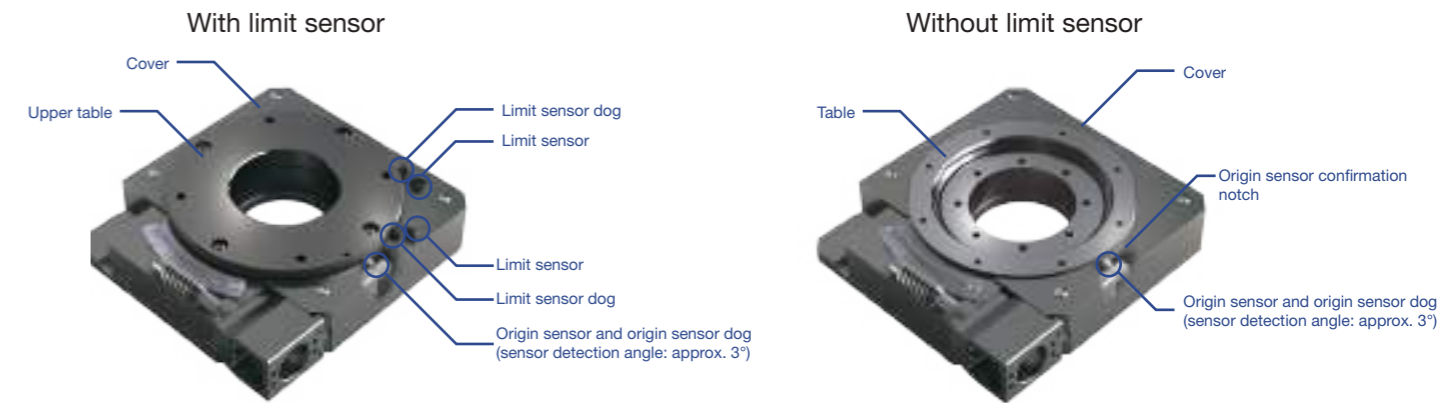 With limit sensor
Cover
Upper table
Limit sensor dog
Limit sensor
Limit sensor
Limit sensor dog
Origin sensor and origin sensor dog
(sensor detection angle: approx. 3°)
Without limit sensor
Cover
Table
Origin sensor confirmation
notch
Origin sensor and origin sensor dog
(sensor detection angle: approx. 3°)